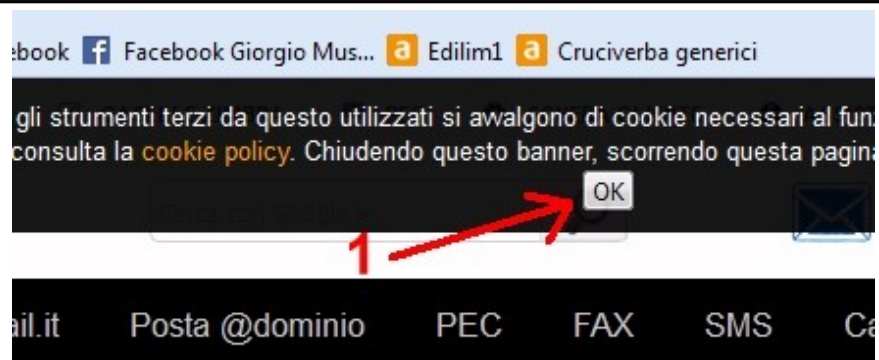 ebook Facebook Giorgio Mus... a Edilim1 a Cruciverba generici
gli strumenti terzi da questo utilizzati si avvalgono di cookie necessari al fun
consulta la cookie policy. Chiudendo questo banner, scorrendo questa pagina
OK
1
ail.it Posta @dominio PEC FAX SMS Ca